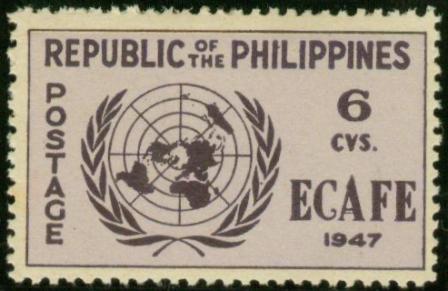 REPUBLIC OF THE PHILIPPINES
POSTAGE
6
CVS.
ECAFE
1947